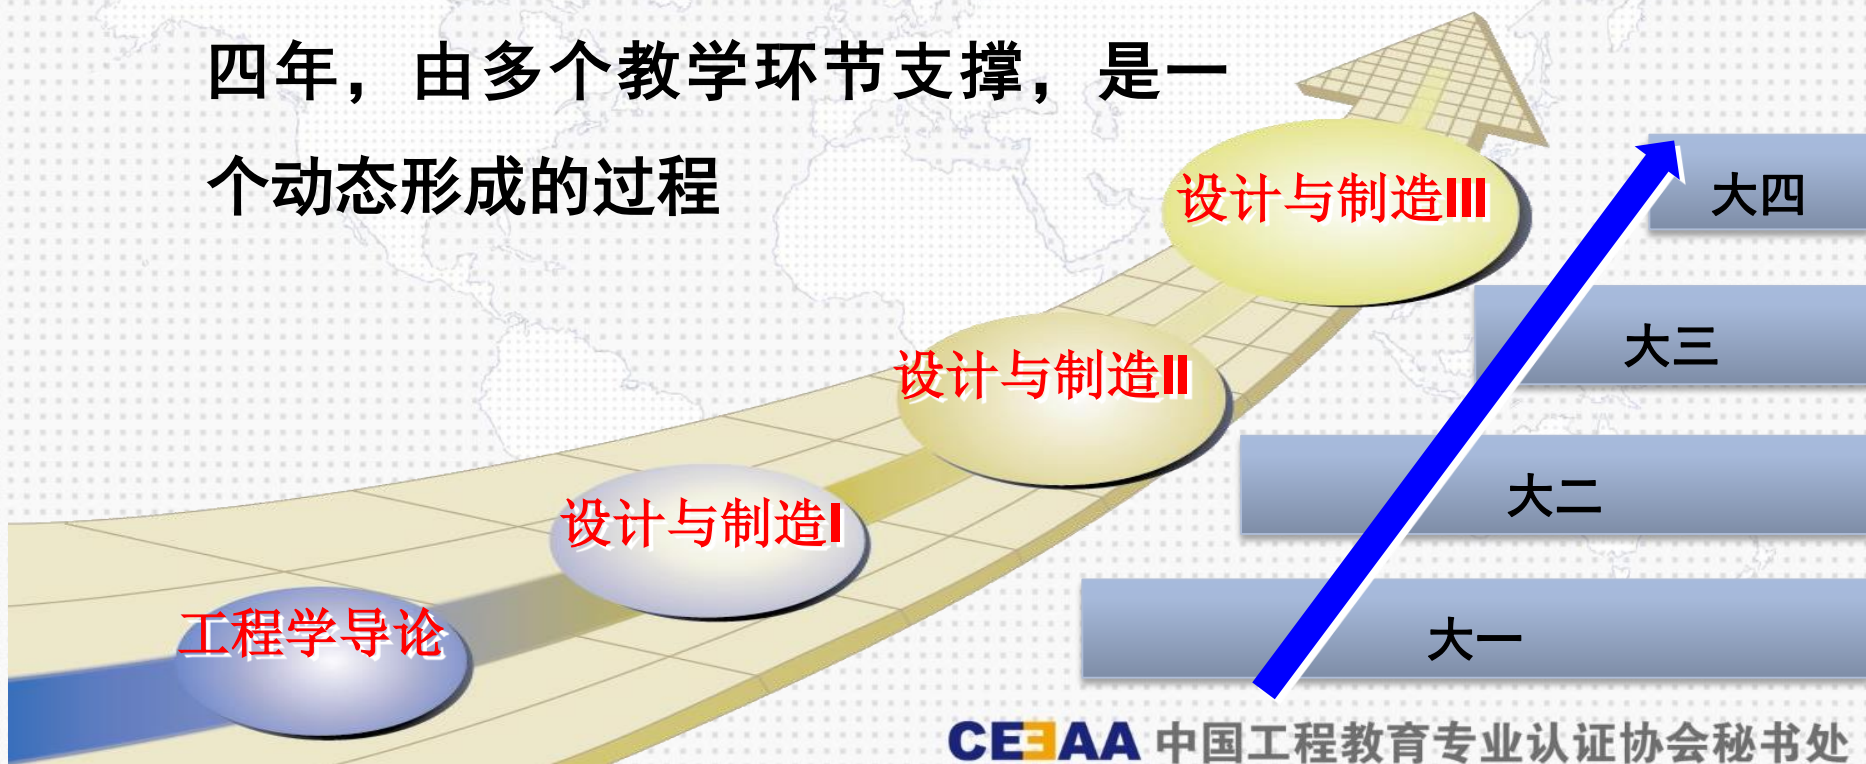 四年，由多个教学环节支撑，是一
个动态形成的过程
设计与制造III
大四
大三
设计与制造II
大二
设计与制造I
工程学导论
大一
CEEAA 中国工程教育专业认证协会秘书处